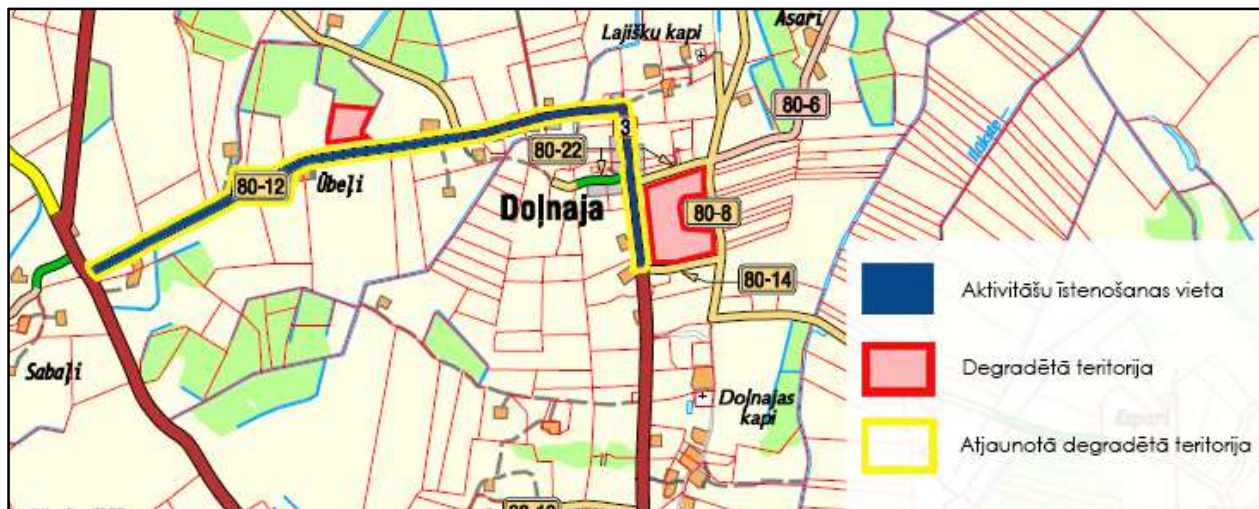 Lajišku kapi
Asari
80-6
3
80-22
80-12
Ūbeļi
Doļnaja
80-8
80-14
Aktivitāšu īstenošanas vieta
Sabaļi
Degradētā teritorija
Doļnajas
kapi
Atjaunotā degradētā teritorija